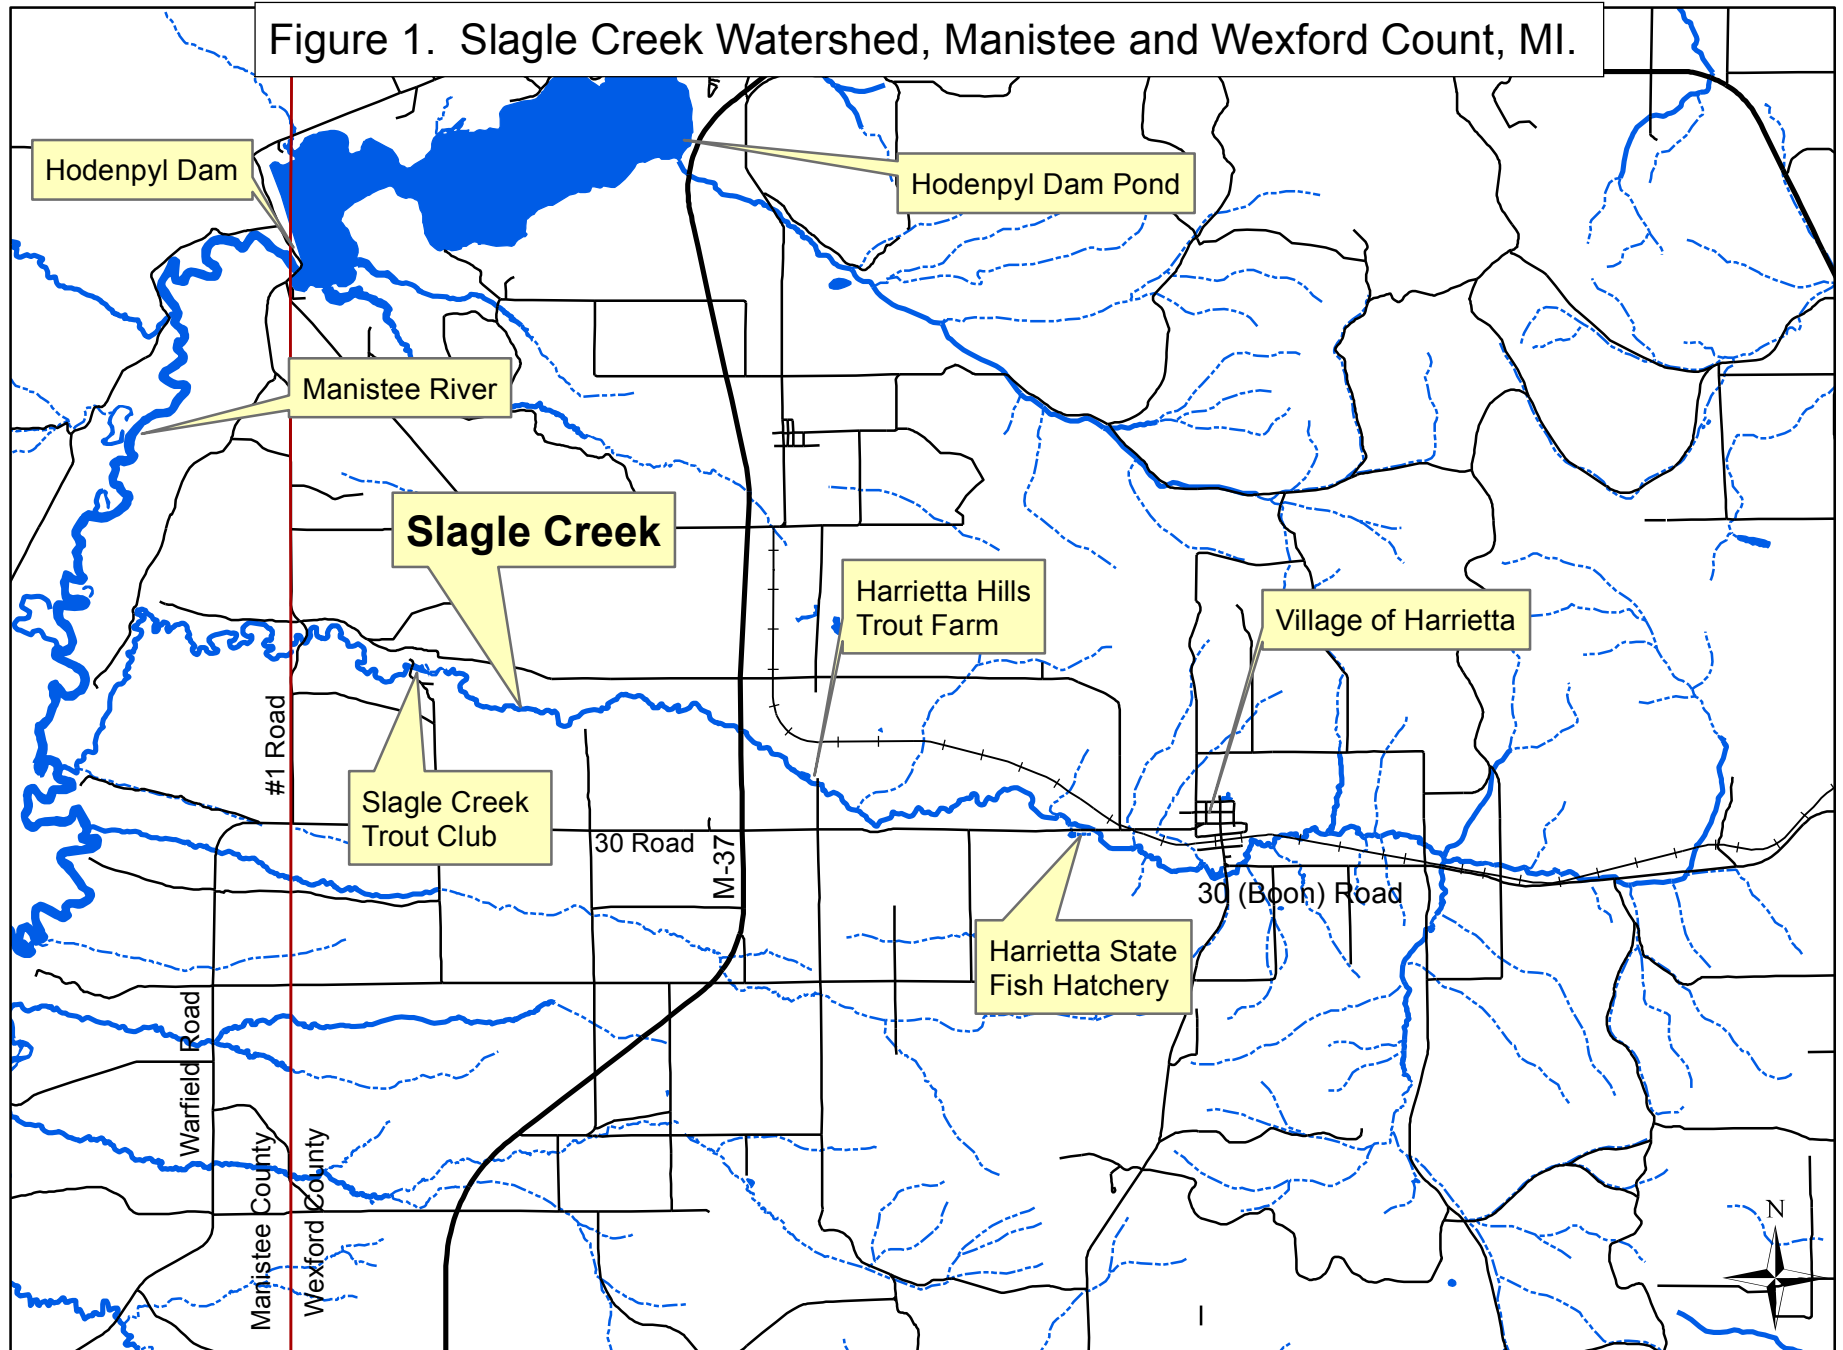 Figure 1. Slagle Creek Watershed, Manistee and Wexford Count, MI.
Hodenpyl Dam
Hodenpyl Dam Pond
Manistee River
Slagle Creek
Harrietta Hills
Trout Farm
Village of Harrietta
#1 Road
Slagle Creek
Trout Club
30 Road
M-37
30 (Boon) Road
Harrietta State
Fish Hatchery
Warfield Road
Manistee County
Wexford County
N